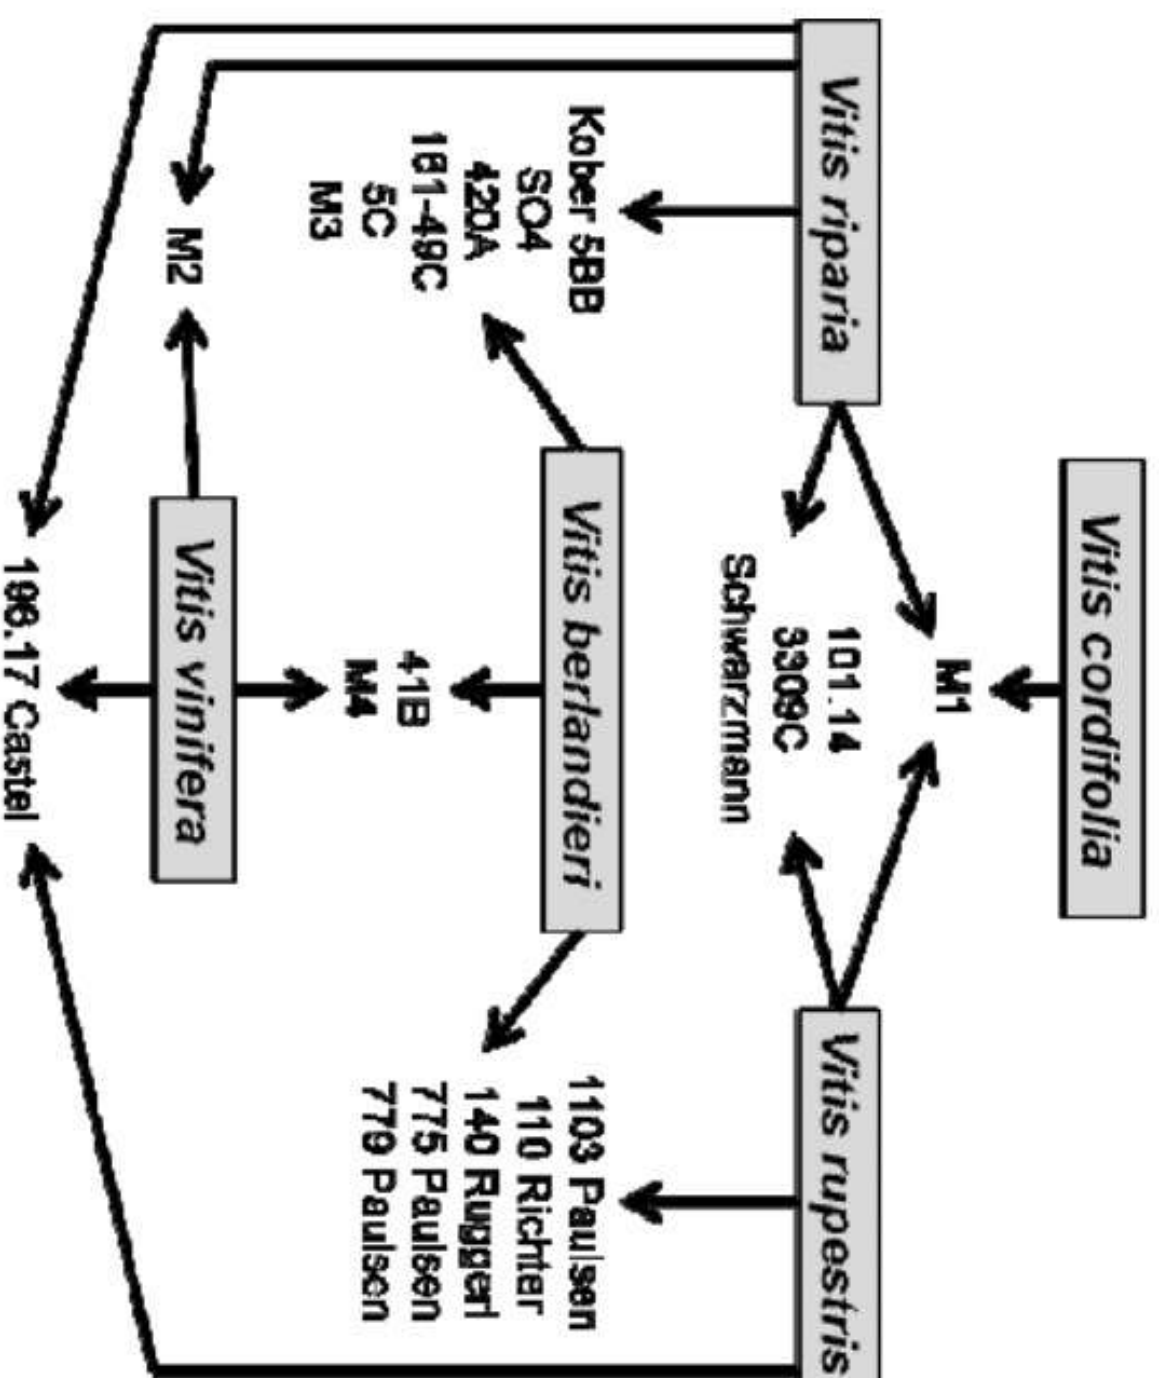 Vitis cordifolia
M1
Vitis riparia
101.14
3309C
Schwarzmann
Vitis rupestris
Kober 5BB
SO4
420A
161-49C
5C
M3
Vitis berlandieri
1103 Paulsen
110 Richter
140 Ruggeri
775 Paulsen
779 Paulsen
41B
M4
M2
Vitis vinifera
196.17 Castel